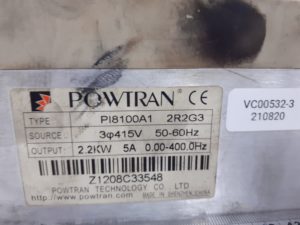 POWTRAN CE
TYPE PI8100A1 2R2G3
SOURCE : 3φ415V 50-60Hz
OUTPUT: 2.2KW 5A 0.00-400.0Hz
Z1208C33548
POWTRAN TECHNOLOGY CO., LTD
http://www.powtran.com MADE IN SHENZHEN, CHINA
VC00532-3
210820